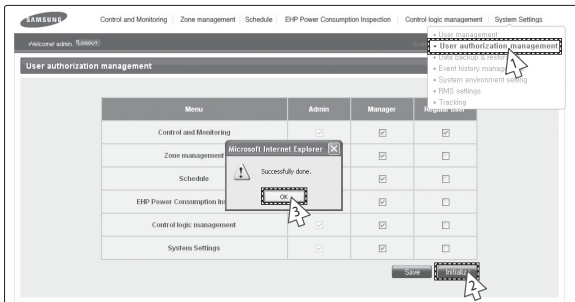 SAMSUNG
Control and Monitoring | Zone management | Schedule | EHP Power Consumption Inspection | Control logic management | System Settings
Welcome! admin. LOGOUT
• User management
• User authorization management
• Data backup & restore
• Event history manag
• System environment setting
• RMS settings
• Tracking
1
User authorization management
Menu Admin Manager Regular user
Control and Monitoring
Zone management
Schedule
EHP Power Consumption Ins
Control logic management
System Settings
Microsoft Internet Explorer
Successfully done.
OK
3
Save Initialize
2